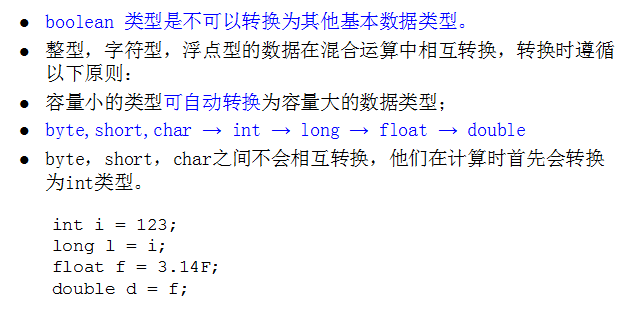 ● boolean 类型是不可以转换为其他基本数据类型。
● 整型，字符型，浮点型的数据在混合运算中相互转换，转换时遵循
以下原则：
● 容量小的类型可自动转换为容量大的数据类型；
● byte,short,char → int → long → float → double
● byte，short，char之间不会相互转换，他们在计算时首先会转换
为int类型。
int i = 123;
long l = i;
float f = 3.14F;
double d = f;